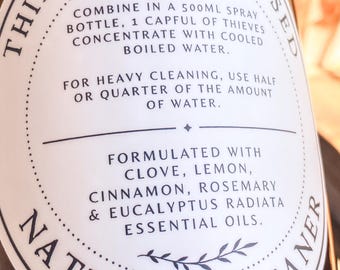 COMBINE IN A 500ML SPRAY
BOTTLE, 1 CAPFUL OF THIEVES
CONCENTRATE WITH COOLED
BOILED WATER.
FOR HEAVY CLEANING, USE HALF
OR QUARTER OF THE AMOUNT
OF WATER.
FORMULATED WITH
CLOVE, LEMON,
CINNAMON, ROSEMARY
& EUCALYPTUS RADIATA
ESSENTIAL OILS.